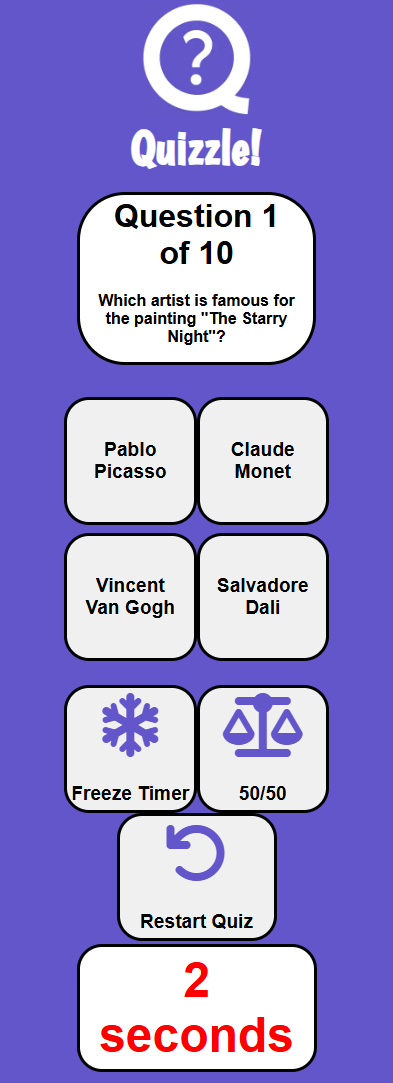 ?
Quizzle!
Question 1
of 10
Which artist is famous for
the painting "The Starry
Night"?
Pablo
Picasso
Claude
Monet
Vincent
Van Gogh
Salvadore
Dali
Freeze Timer
50/50
Restart Quiz
2
seconds